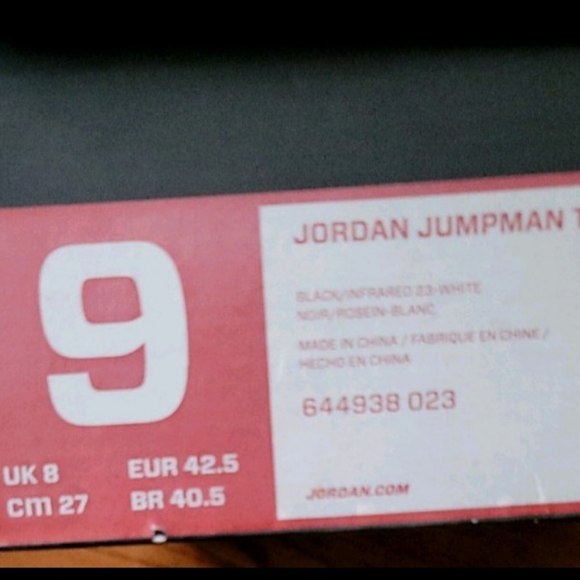 9
UK 8 EUR 42.5
cm 27 BR 40.5
JORDAN JUMPMAN T
BLACK/INFRARED 23-WHITE
NOIR/ROSEIN-BLANC
MADE IN CHINA / FABRIQUE EN CHINE /
HECHO EN CHINA
644938 023
JORDAN.COM